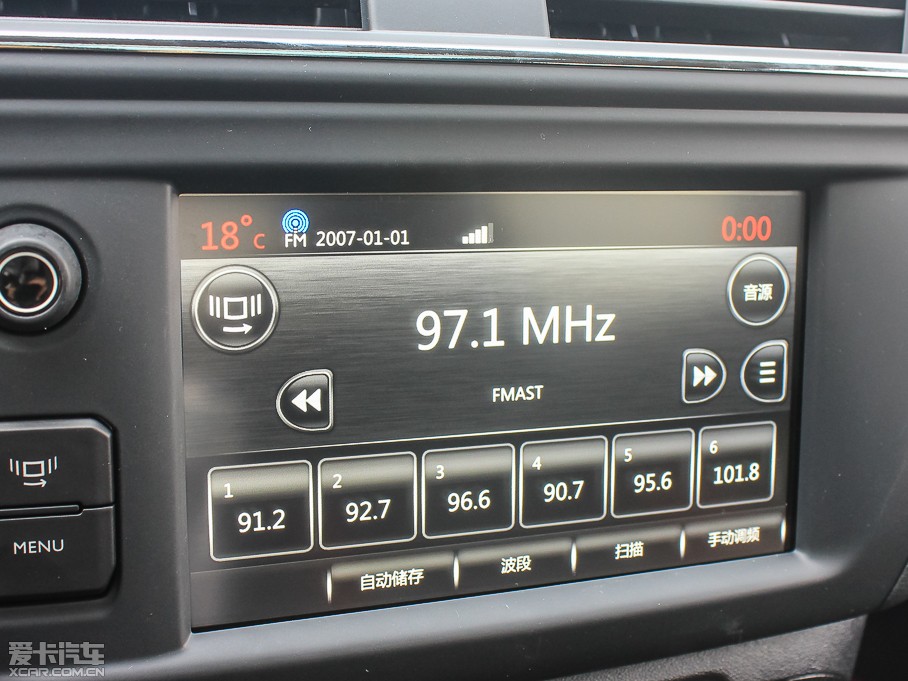 18°C FM 2007-01-01 0:00
音源
97.1 MHz
FMAST
1 2 3 4 5 6
91.2 92.7 96.6 90.7 95.6 101.8
MENU
自动储存 波段 扫描 手动调频
爱卡汽车
XCAR.COM.CN